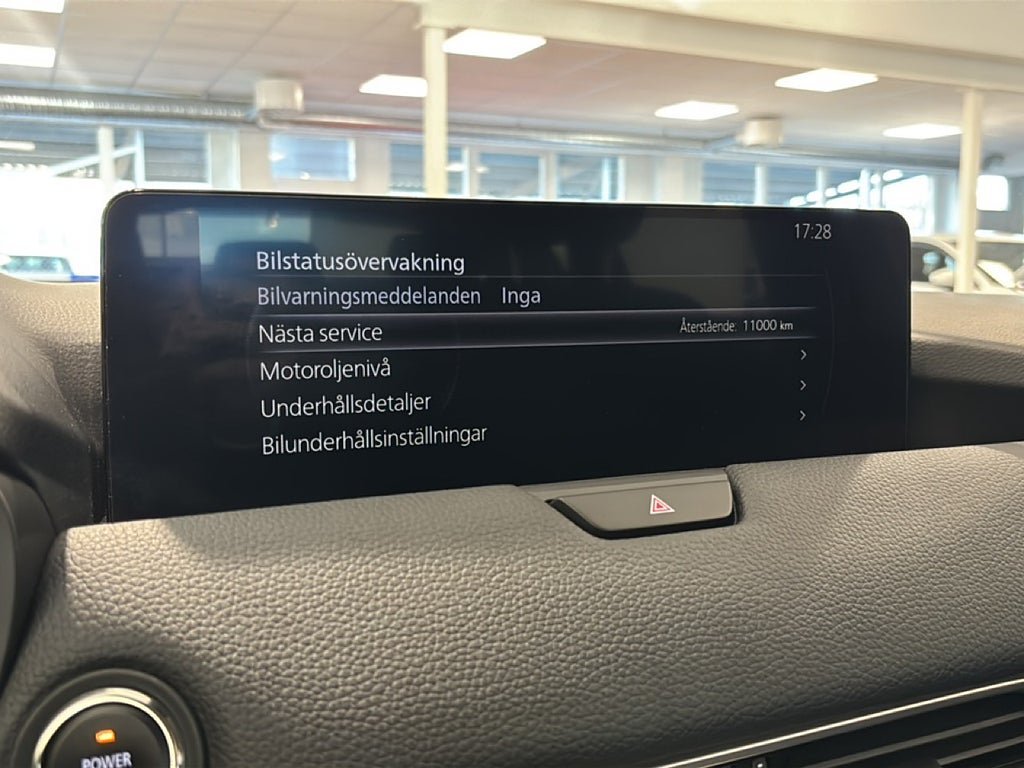 17:28
Bilstatusövervakning
Bilvarningsmeddelanden Inga
Nästa service Återstående: 11000 km
Motoroljenivå
Underhållsdetaljer
Bilunderhållsinställningar
POWER